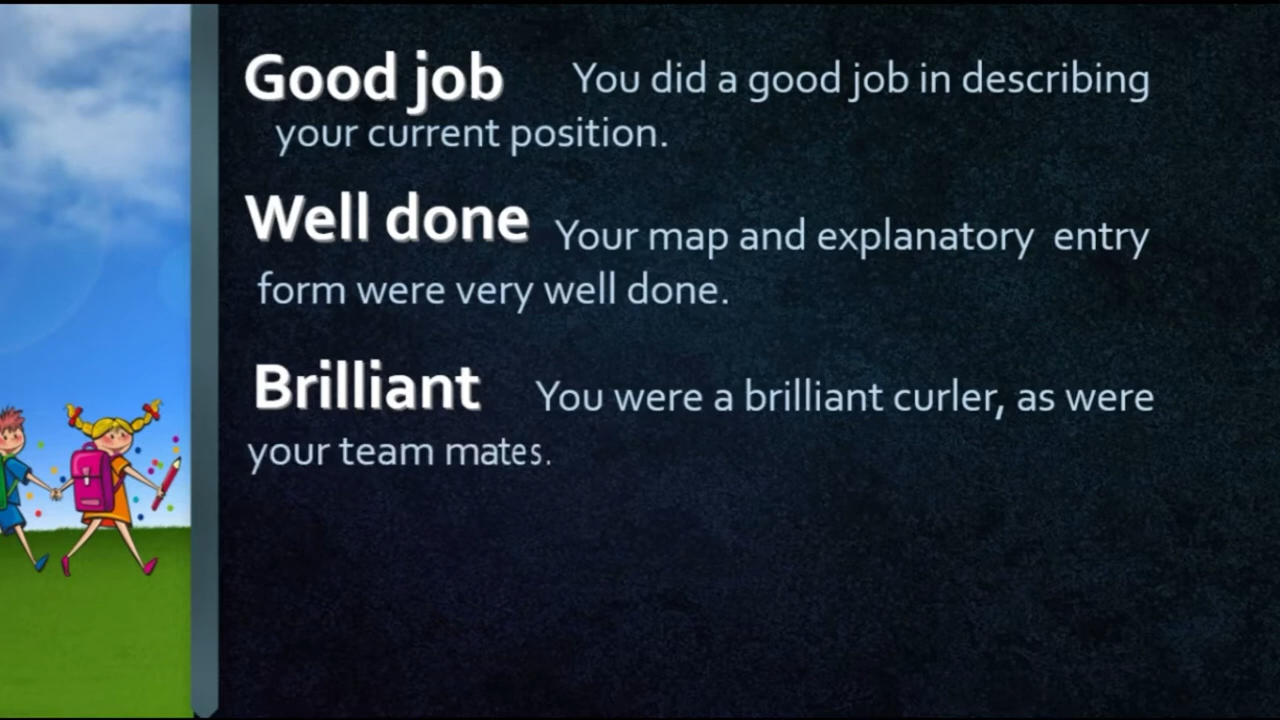 Good job You did a good job in describing
your current position.
Well done Your map and explanatory entry
form were very well done.
Brilliant You were a brilliant curler, as were
your team mates.